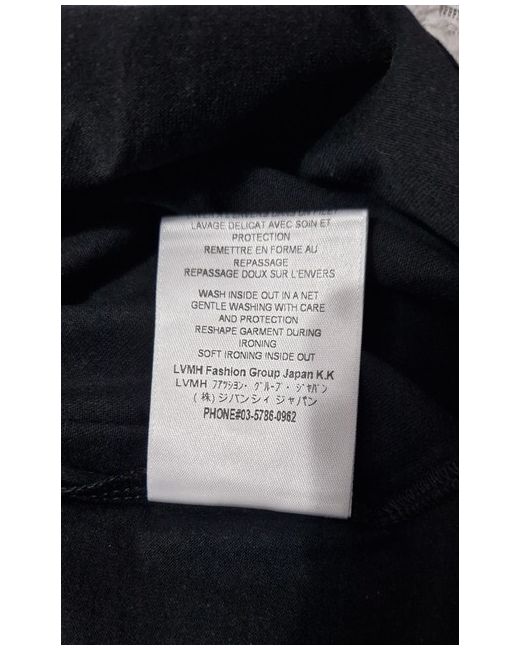 LAVAGE DELICAT AVEC SOIN ET
PROTECTION
REMETTRE EN FORME AU
REPASSAGE
REPASSAGE DOUX SUR L'ENVERS
WASH INSIDE OUT IN A NET
GENTLE WASHING WITH CARE
AND PROTECTION
RESHAPE GARMENT DURING
IRONING
SOFT IRONING INSIDE OUT
LVMH Fashion Group Japan K.K
LVMH ファッション・グループ・ジャパン
(株)ジバンシィ ジャパン
PHONE#03-5786-0962